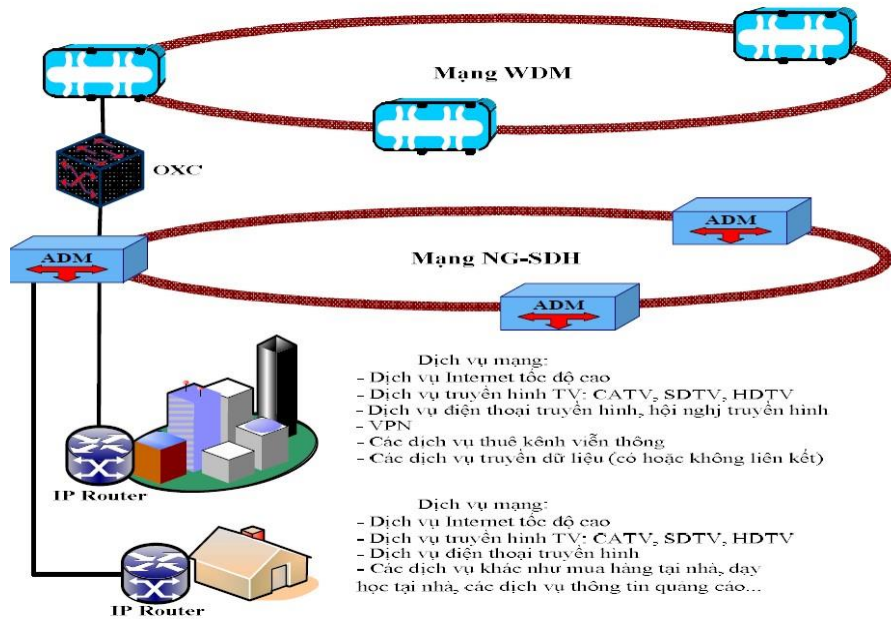 Mạng WDM
OXC
ADM
ADM
Mạng NG-SDH
ADM
Dịch vụ mạng:
- Dịch vụ Internet tốc độ cao
- Dịch vụ truyền hình TV: CATV, SDTV, HDTV
- Dịch vụ điện thoại truyền hình, hội nghị truyền hình
- VPN
- Các dịch vụ thuê kênh viễn thông
- Các dịch vụ truyền dữ liệu (có hoặc không liên kết)
IP Router
Dịch vụ mạng:
- Dịch vụ Internet tốc độ cao
- Dịch vụ truyền hình TV: CATV, SDTV, HDTV
- Dịch vụ điện thoại truyền hình
- Các dịch vụ khác như mua hàng tại nhà, dạy
học tại nhà, các dịch vụ thông tin quảng cáo...
IP Router